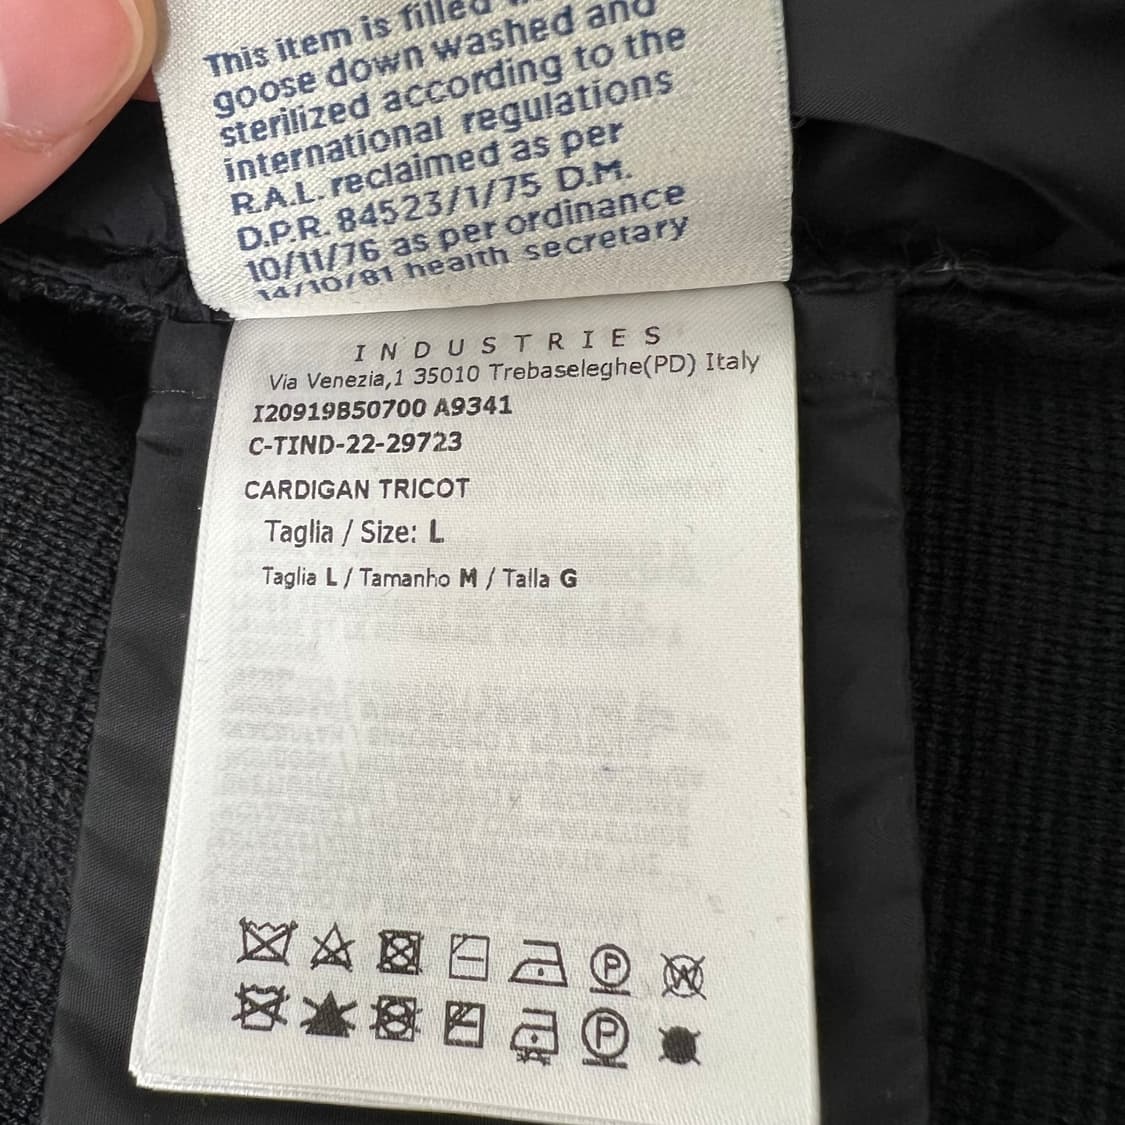 This item is filled
goose down washed and
sterilized according to the
international regulations
R.A.L. reclaimed as per
D.P.R. 84523/1/75 D.M.
10/11/76 as per ordinance
14/10/81 health secretary
INDUSTRIES
Via Venezia,1 35010 Trebaseleghe(PD) Italy
I20919B50700 A9341
C-TIND-22-29723
CARDIGAN TRICOT
Taglia / Size: L
Taglia L / Tamanho M / Talla G
P W
P